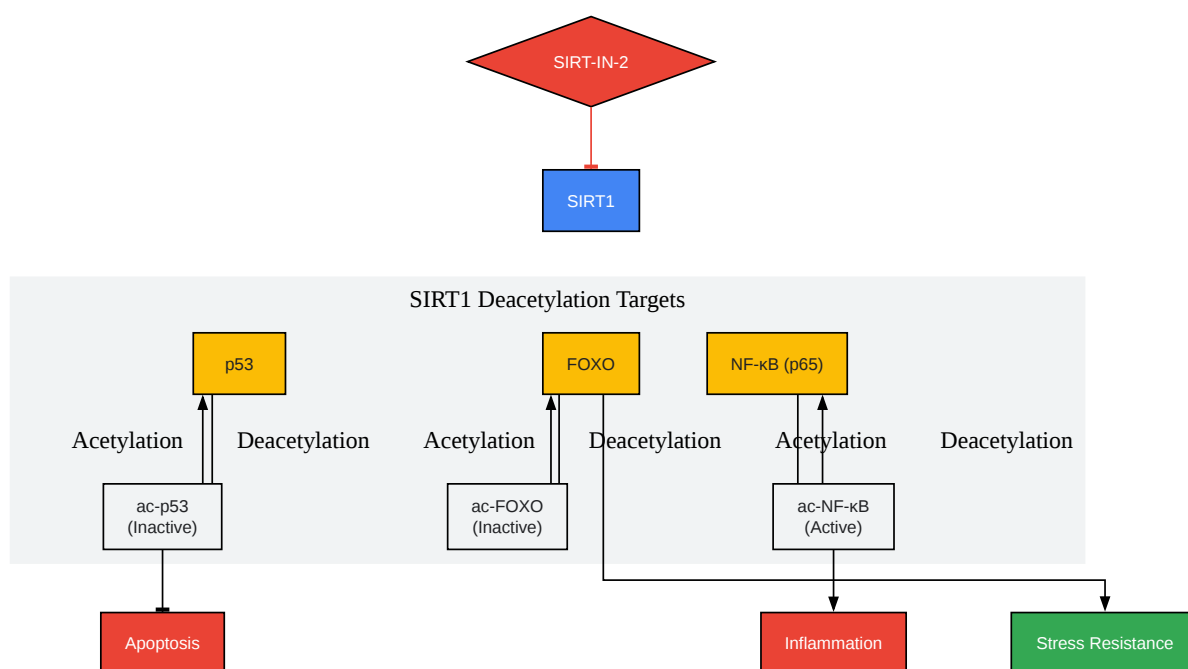 SIRT-IN-2
SIRT1
SIRT1 Deacetylation Targets
p53
FOXO
NF-κB (p65)
Acetylation
Deacetylation
Acetylation
Deacetylation
Acetylation
Deacetylation
ac-p53
(Inactive)
ac-FOXO
(Inactive)
ac-NF-κB
(Active)
Apoptosis
Inflammation
Stress Resistance